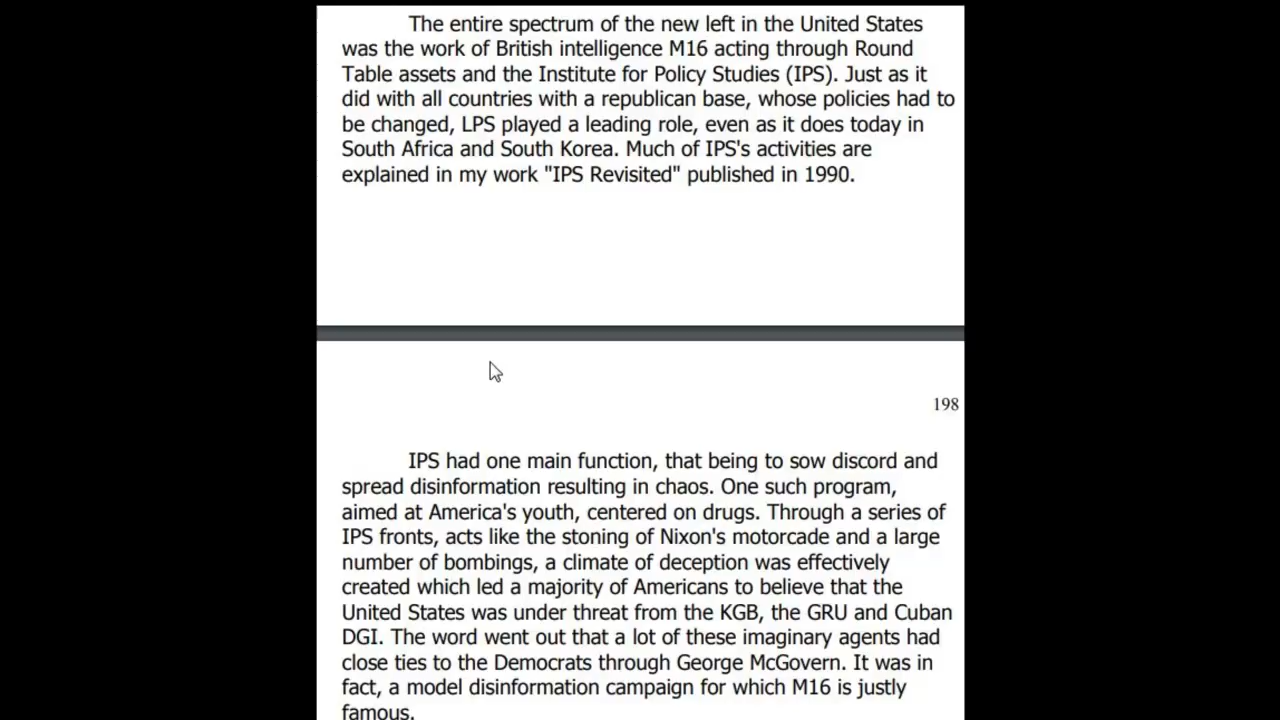 The entire spectrum of the new left in the United States
was the work of British intelligence M16 acting through Round
Table assets and the Institute for Policy Studies (IPS). Just as it
did with all countries with a republican base, whose policies had to
be changed, LPS played a leading role, even as it does today in
South Africa and South Korea. Much of IPS's activities are
explained in my work "IPS Revisited" published in 1990.
198
IPS had one main function, that being to sow discord and
spread disinformation resulting in chaos. One such program,
aimed at America's youth, centered on drugs. Through a series of
IPS fronts, acts like the stoning of Nixon's motorcade and a large
number of bombings, a climate of deception was effectively
created which led a majority of Americans to believe that the
United States was under threat from the KGB, the GRU and Cuban
DGI. The word went out that a lot of these imaginary agents had
close ties to the Democrats through George McGovern. It was in
fact, a model disinformation campaign for which M16 is justly
famous.